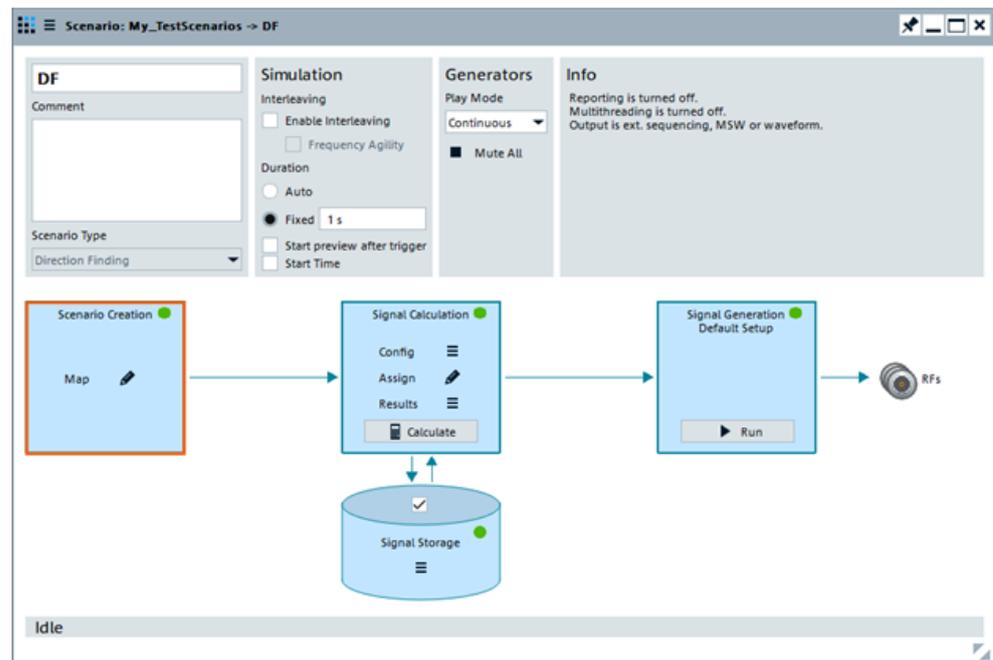 Scenario: My_TestScenarios -> DF
DF
Comment
Scenario Type
Direction Finding
Simulation
Interleaving
Enable Interleaving
Frequency Agility
Duration
Auto
Fixed 1 s
Start preview after trigger
Start Time
Generators
Play Mode
Continuous
Mute All
Info
Reporting is turned off.
Multithreading is turned off.
Output is ext. sequencing, MSW or waveform.
Scenario Creation
Map
Signal Calculation
Config
Assign
Results
Calculate
Signal Storage
Signal Generation
Default Setup
Run
RFs
Idle